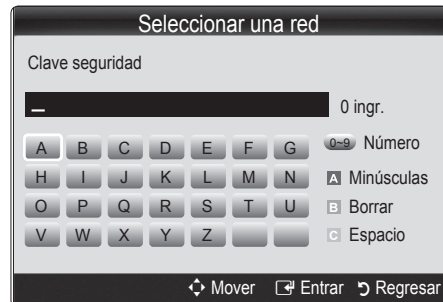 Seleccionar una red
Clave seguridad
_ 0 ingr.
A B C D E F G 0~9 Número
H I J K L M N A Minúsculas
O P Q R S T U B Borrar
V W X Y Z C Espacio
Mover Entrar Regresar